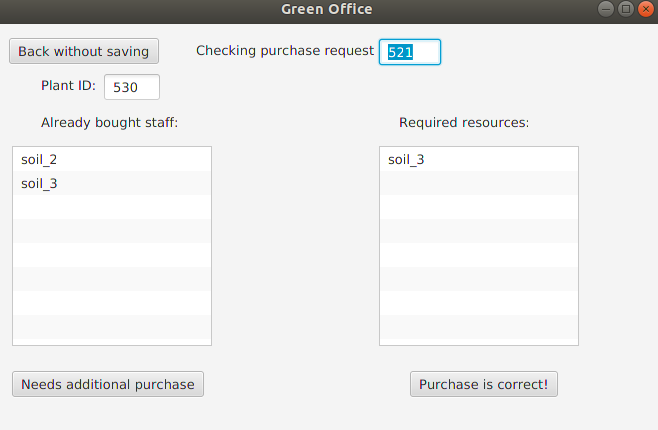 Green Office
Back without saving
Checking purchase request 521
Plant ID: 530
Already bought staff:
Required resources:
soil_2
soil_3
soil_3
Needs additional purchase
Purchase is correct!